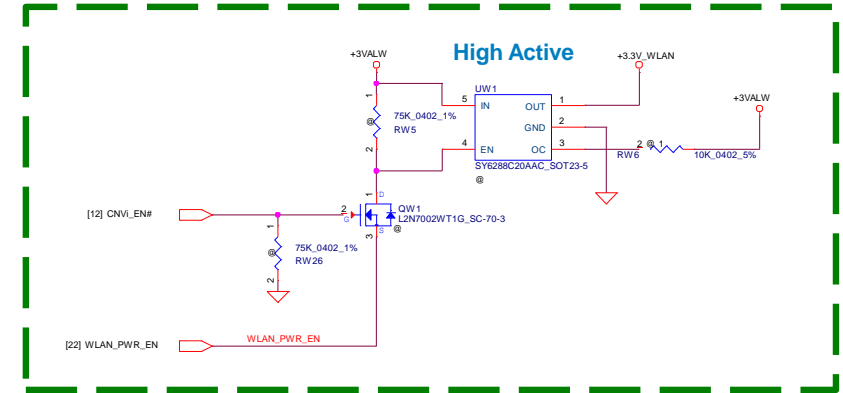 High Active
+3VALW
+3.3V_WLAN
+3VALW
UW1
1
5
IN
OUT
1
75K_0402_1%
@
RW5
GND
2
2
4
EN
OC
3
2
@
1
RW6
10K_0402_5%
SY6288C20AAC_SOT23-5
@
1
D
[12] CNVi_EN#
2
G
QW1
L2N7002WT1G_SC-70-3
S
@
3
1
75K_0402_1%
@
RW26
2
[22] WLAN_PWR_EN
WLAN_PWR_EN